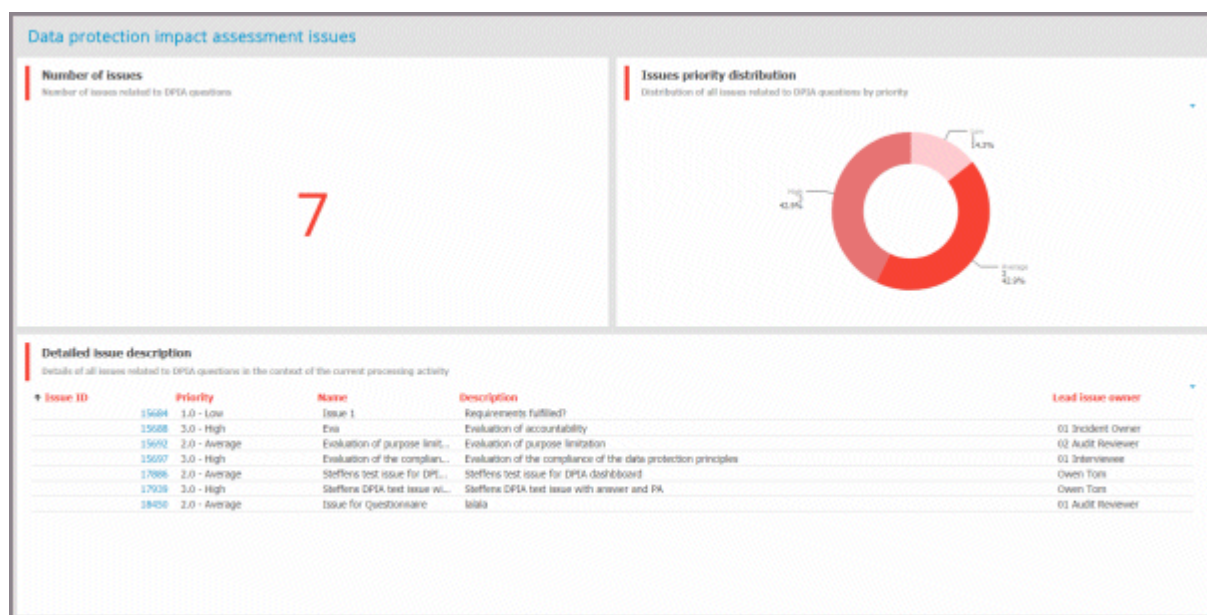 Data protection impact assessment issues
Number of issues
Number of issues related to DPIA questions
7
Issues priority distribution
Distribution of all issues related to DPIA questions by priority
Low
14.3%
High
42.9%
Average
3
42.9%
Detailed issue description
Details of all issues related to DPIA questions in the context of the current processing activity
Issue ID Priority Name Description Lead issue owner
15684 1.0 - Low Issue 1 Requirements fulfilled?
15688 3.0 - High Eva Evaluation of accountability 01 Incident Owner
15692 2.0 - Average Evaluation of purpose limit... Evaluation of purpose limitation 02 Audit Reviewer
15697 3.0 - High Evaluation of the complian... Evaluation of the compliance of the data protection principles 01 Interviewee
17886 2.0 - Average Steffens test issue for DPI... Steffens test issue for DPIA dashbboard Owen Tom
17939 3.0 - High Steffens DPIA text issue wi... Steffens DPIA text issue with answer and PA Owen Tom
18450 2.0 - Average Issue for Questionnaire lalala 01 Audit Reviewer